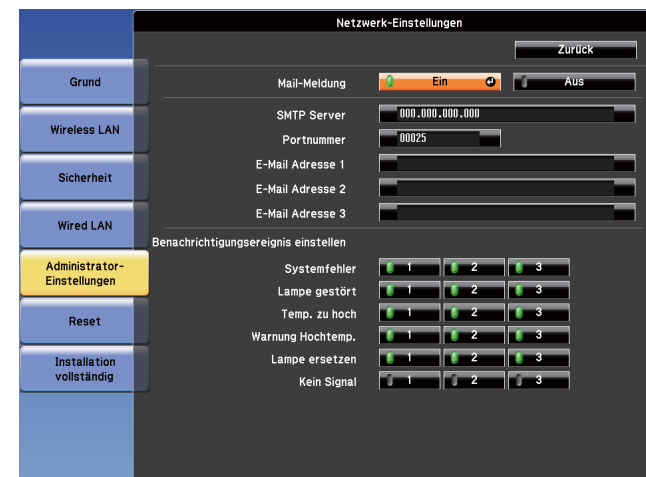 Netzwerk-Einstellungen
Zurück
Grund
Wireless LAN
Sicherheit
Wired LAN
Administrator-
Einstellungen
Reset
Installation
vollständig
Mail-Meldung Ein Aus
SMTP Server 000.000.000.000
Portnummer 00025
E-Mail Adresse 1
E-Mail Adresse 2
E-Mail Adresse 3
Benachrichtigungsereignis einstellen
Systemfehler 1 2 3
Lampe gestört 1 2 3
Temp. zu hoch 1 2 3
Warnung Hochtemp. 1 2 3
Lampe ersetzen 1 2 3
Kein Signal 1 2 3